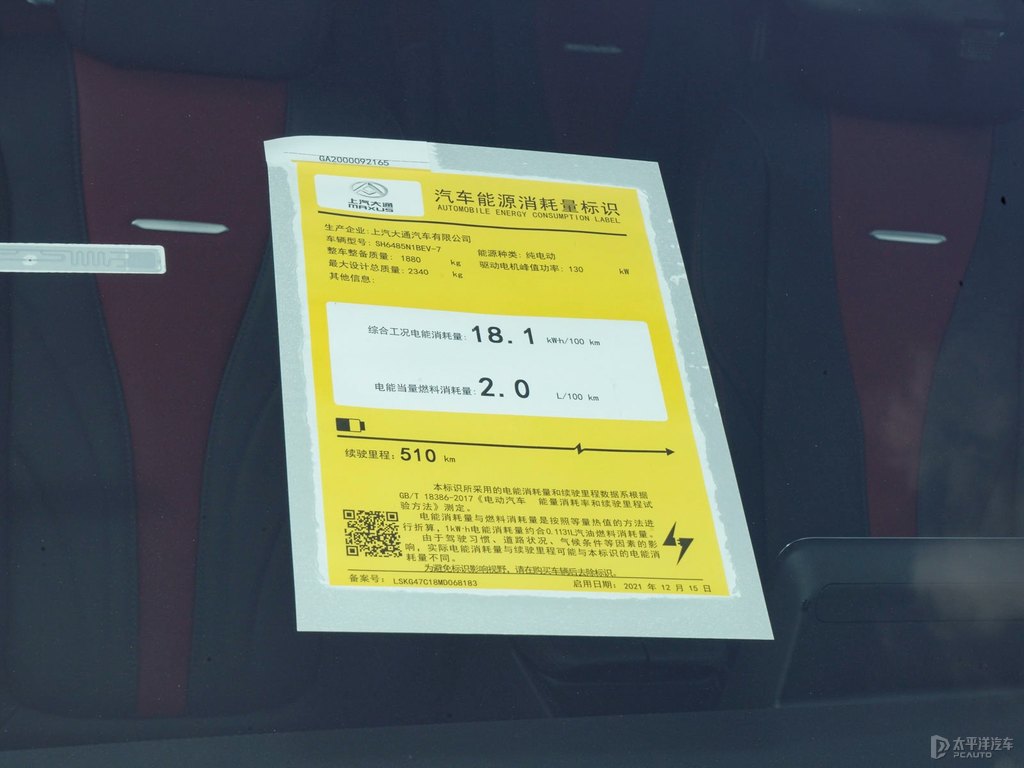 GA2000092165
上汽大通
MAXUS
汽车能源消耗量标识
AUTOMOBILE ENERGY CONSUMPTION LABEL
生产企业:上汽大通汽车有限公司
车辆型号: SH6485N1BEV-7 能源种类: 纯电动
整车整备质量: 1880 kg 驱动电机峰值功率: 130 kW
最大设计总质量: 2340 kg
其他信息:
综合工况电能消耗量: 18.1 kW·h/100 km
电能当量燃料消耗量: 2.0 L/100 km
续驶里程: 510 km
本标识所采用的电能消耗量和续驶里程数据系根据
GB/T 18386-2017《电动汽车 能量消耗率和续驶里程试
验方法》测定。
电能消耗量与燃料消耗量是按照等量热值的方法进
行折算, 1kW·h电能消耗量约合0.1131L汽油燃料消耗量。
由于驾驶习惯、道路状况、气候条件等因素的影
响, 实际电能消耗量与续驶里程可能与本标识的电能消
耗量不同。
为避免标识影响视野, 请在购买车辆后去除标识。
备案号: LSKG47C18MD068183 启用日期: 2021 年 12 月 15 日
太平洋汽车
PCAUTO